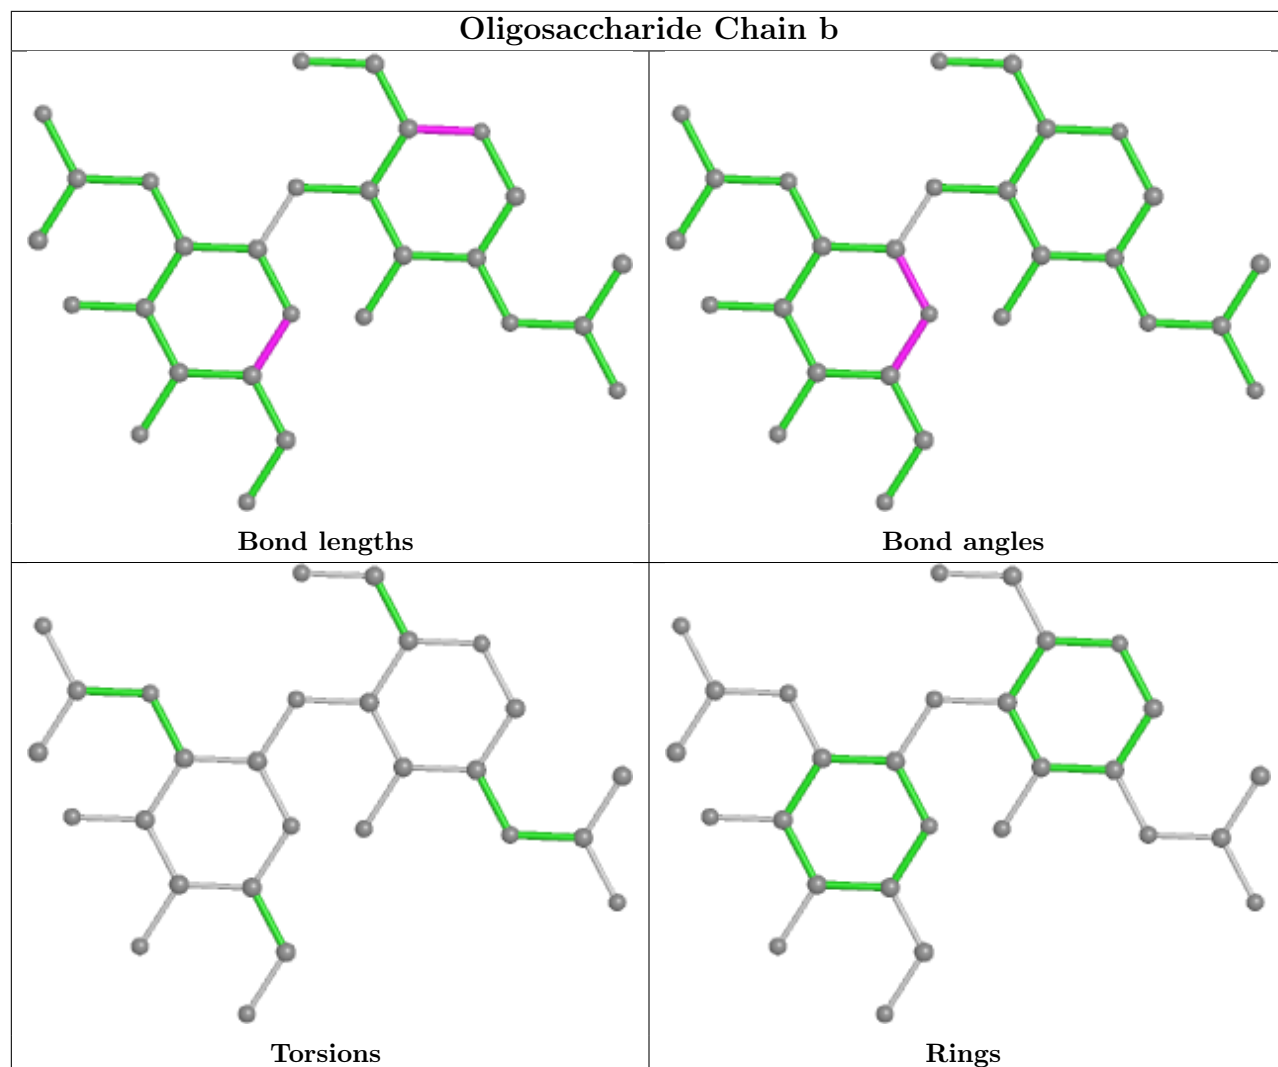 Oligosaccharide Chain b
Bond lengths
Bond angles
Torsions
Rings